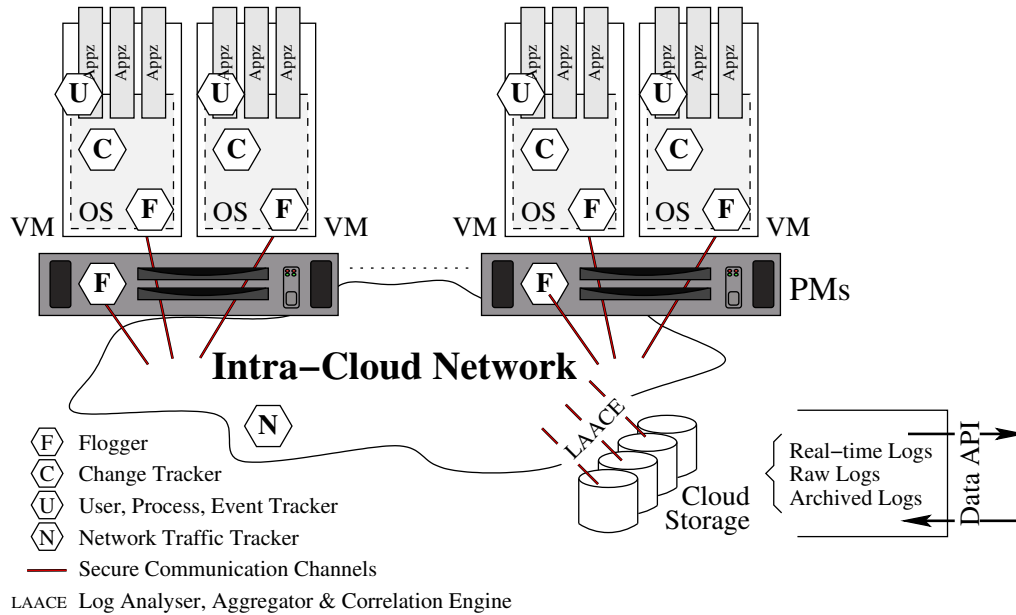 Appz Appz Appz Appz Appz Appz Appz Appz Appz Appz Appz Appz
U U U U
C C C C
F F F F
OS OS OS OS
VM VM VM VM
F F
PMs
Intra-Cloud Network
N
LAACE
F Flogger
C Change Tracker
U User, Process, Event Tracker
N Network Traffic Tracker
Secure Communication Channels
LAACE Log Analyser, Aggregator & Correlation Engine
Cloud
Storage
Real-time Logs
Raw Logs
Archived Logs
Data API